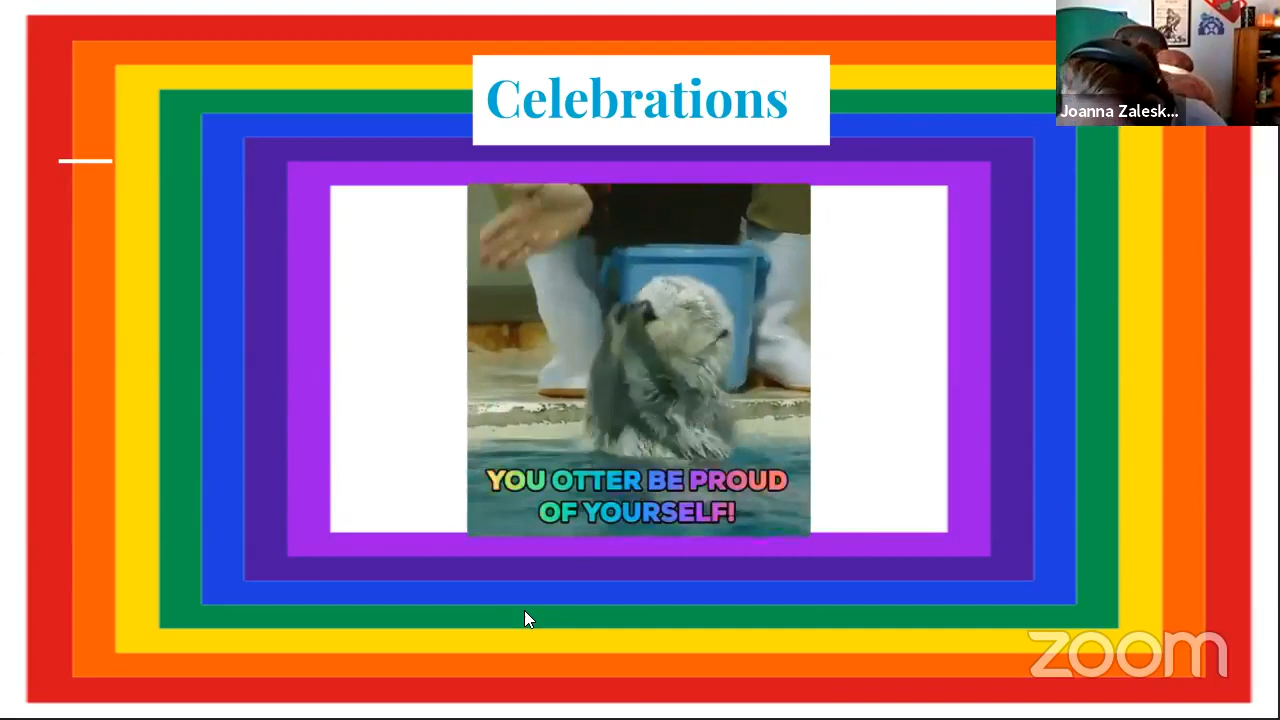 Celebrations
Joanna Zalesk...
YOU OTTER BE PROUD
OF YOURSELF!
zoom